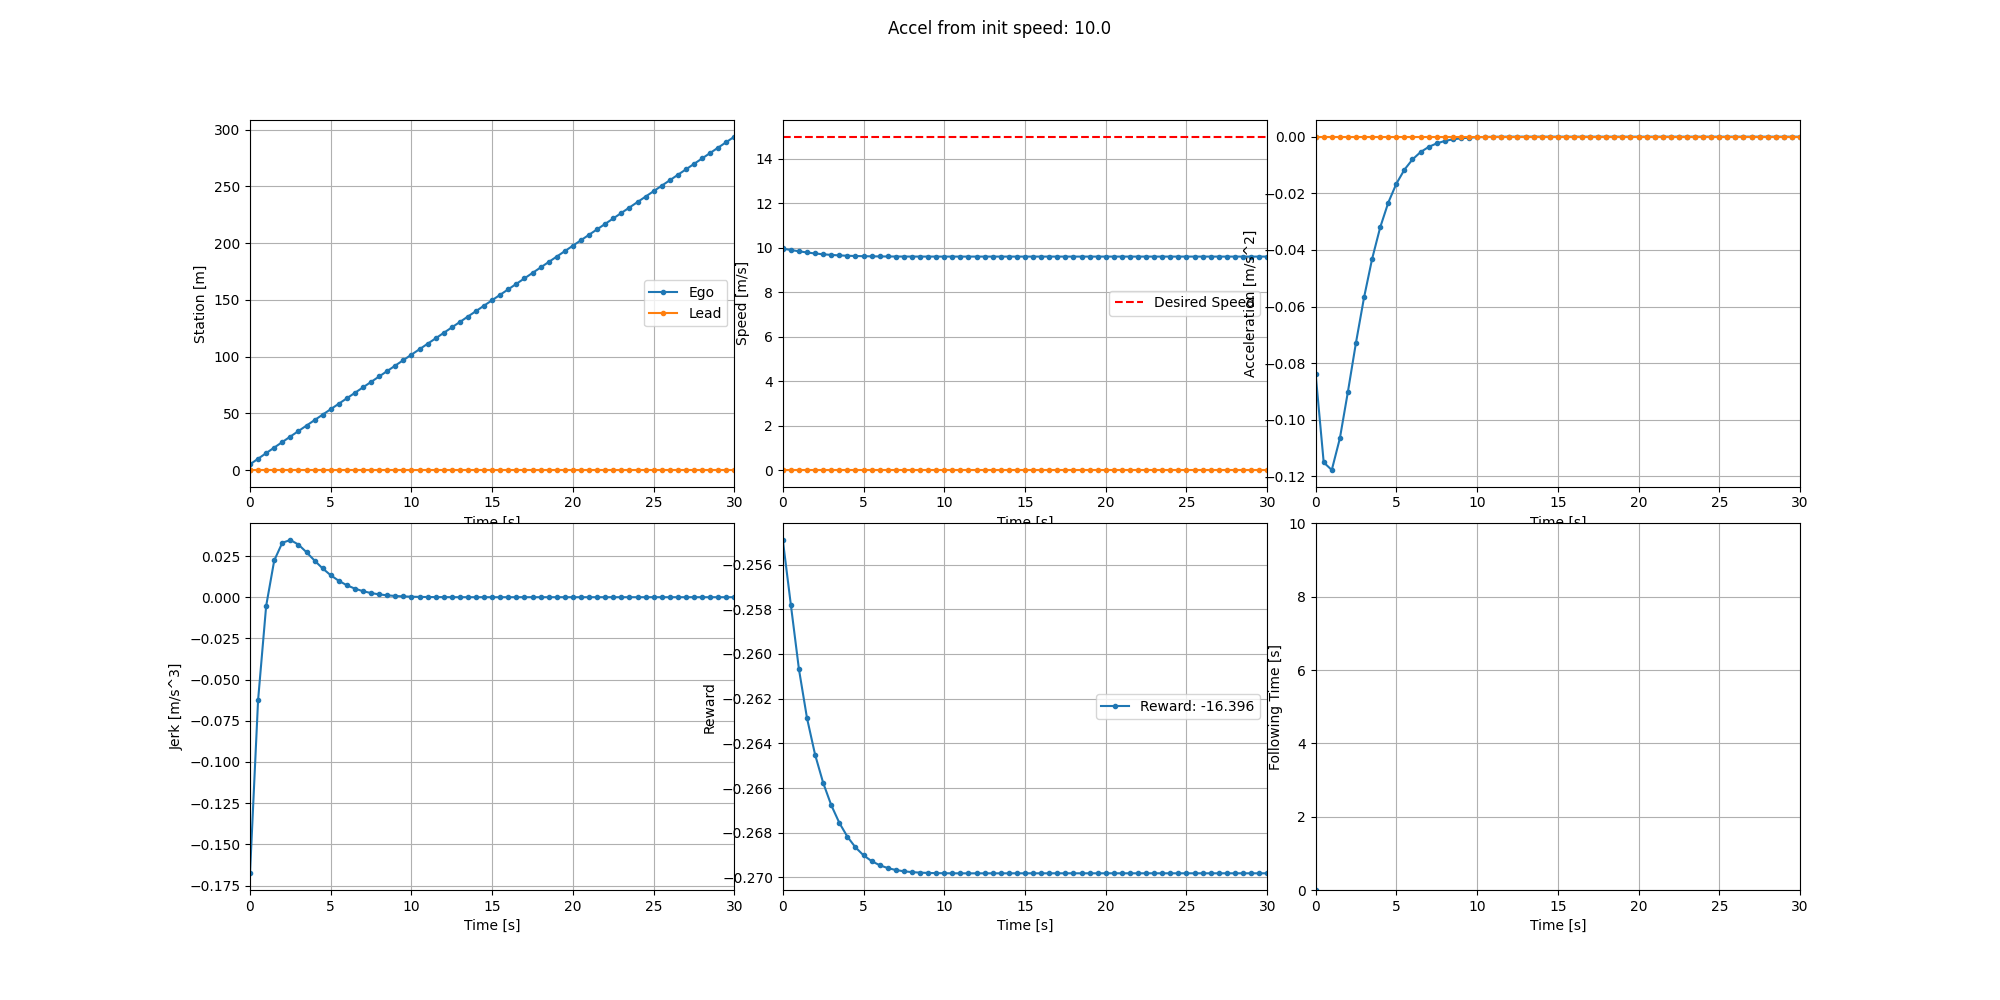 Accel from init speed: 10.0
300
250
200
150
100
50
0
Station [m]
Ego
Lead
0 5 10 15 20 25 30
Time [s]
14
12
10
8
6
4
2
0
Speed [m/s]
Desired Speed
0 5 10 15 20 25 30
Time [s]
0.00
−0.02
−0.04
−0.06
−0.08
−0.10
−0.12
Acceleration [m/s^2]
0 5 10 15 20 25 30
Time [s]
0.025
0.000
−0.025
−0.050
−0.075
−0.100
−0.125
−0.150
−0.175
Jerk [m/s^3]
0 5 10 15 20 25 30
Time [s]
−0.256
−0.258
−0.260
−0.262
−0.264
−0.266
−0.268
−0.270
Reward
Reward: -16.396
0 5 10 15 20 25 30
Time [s]
10
8
6
4
2
0
Following Time [s]
0 5 10 15 20 25 30
Time [s]